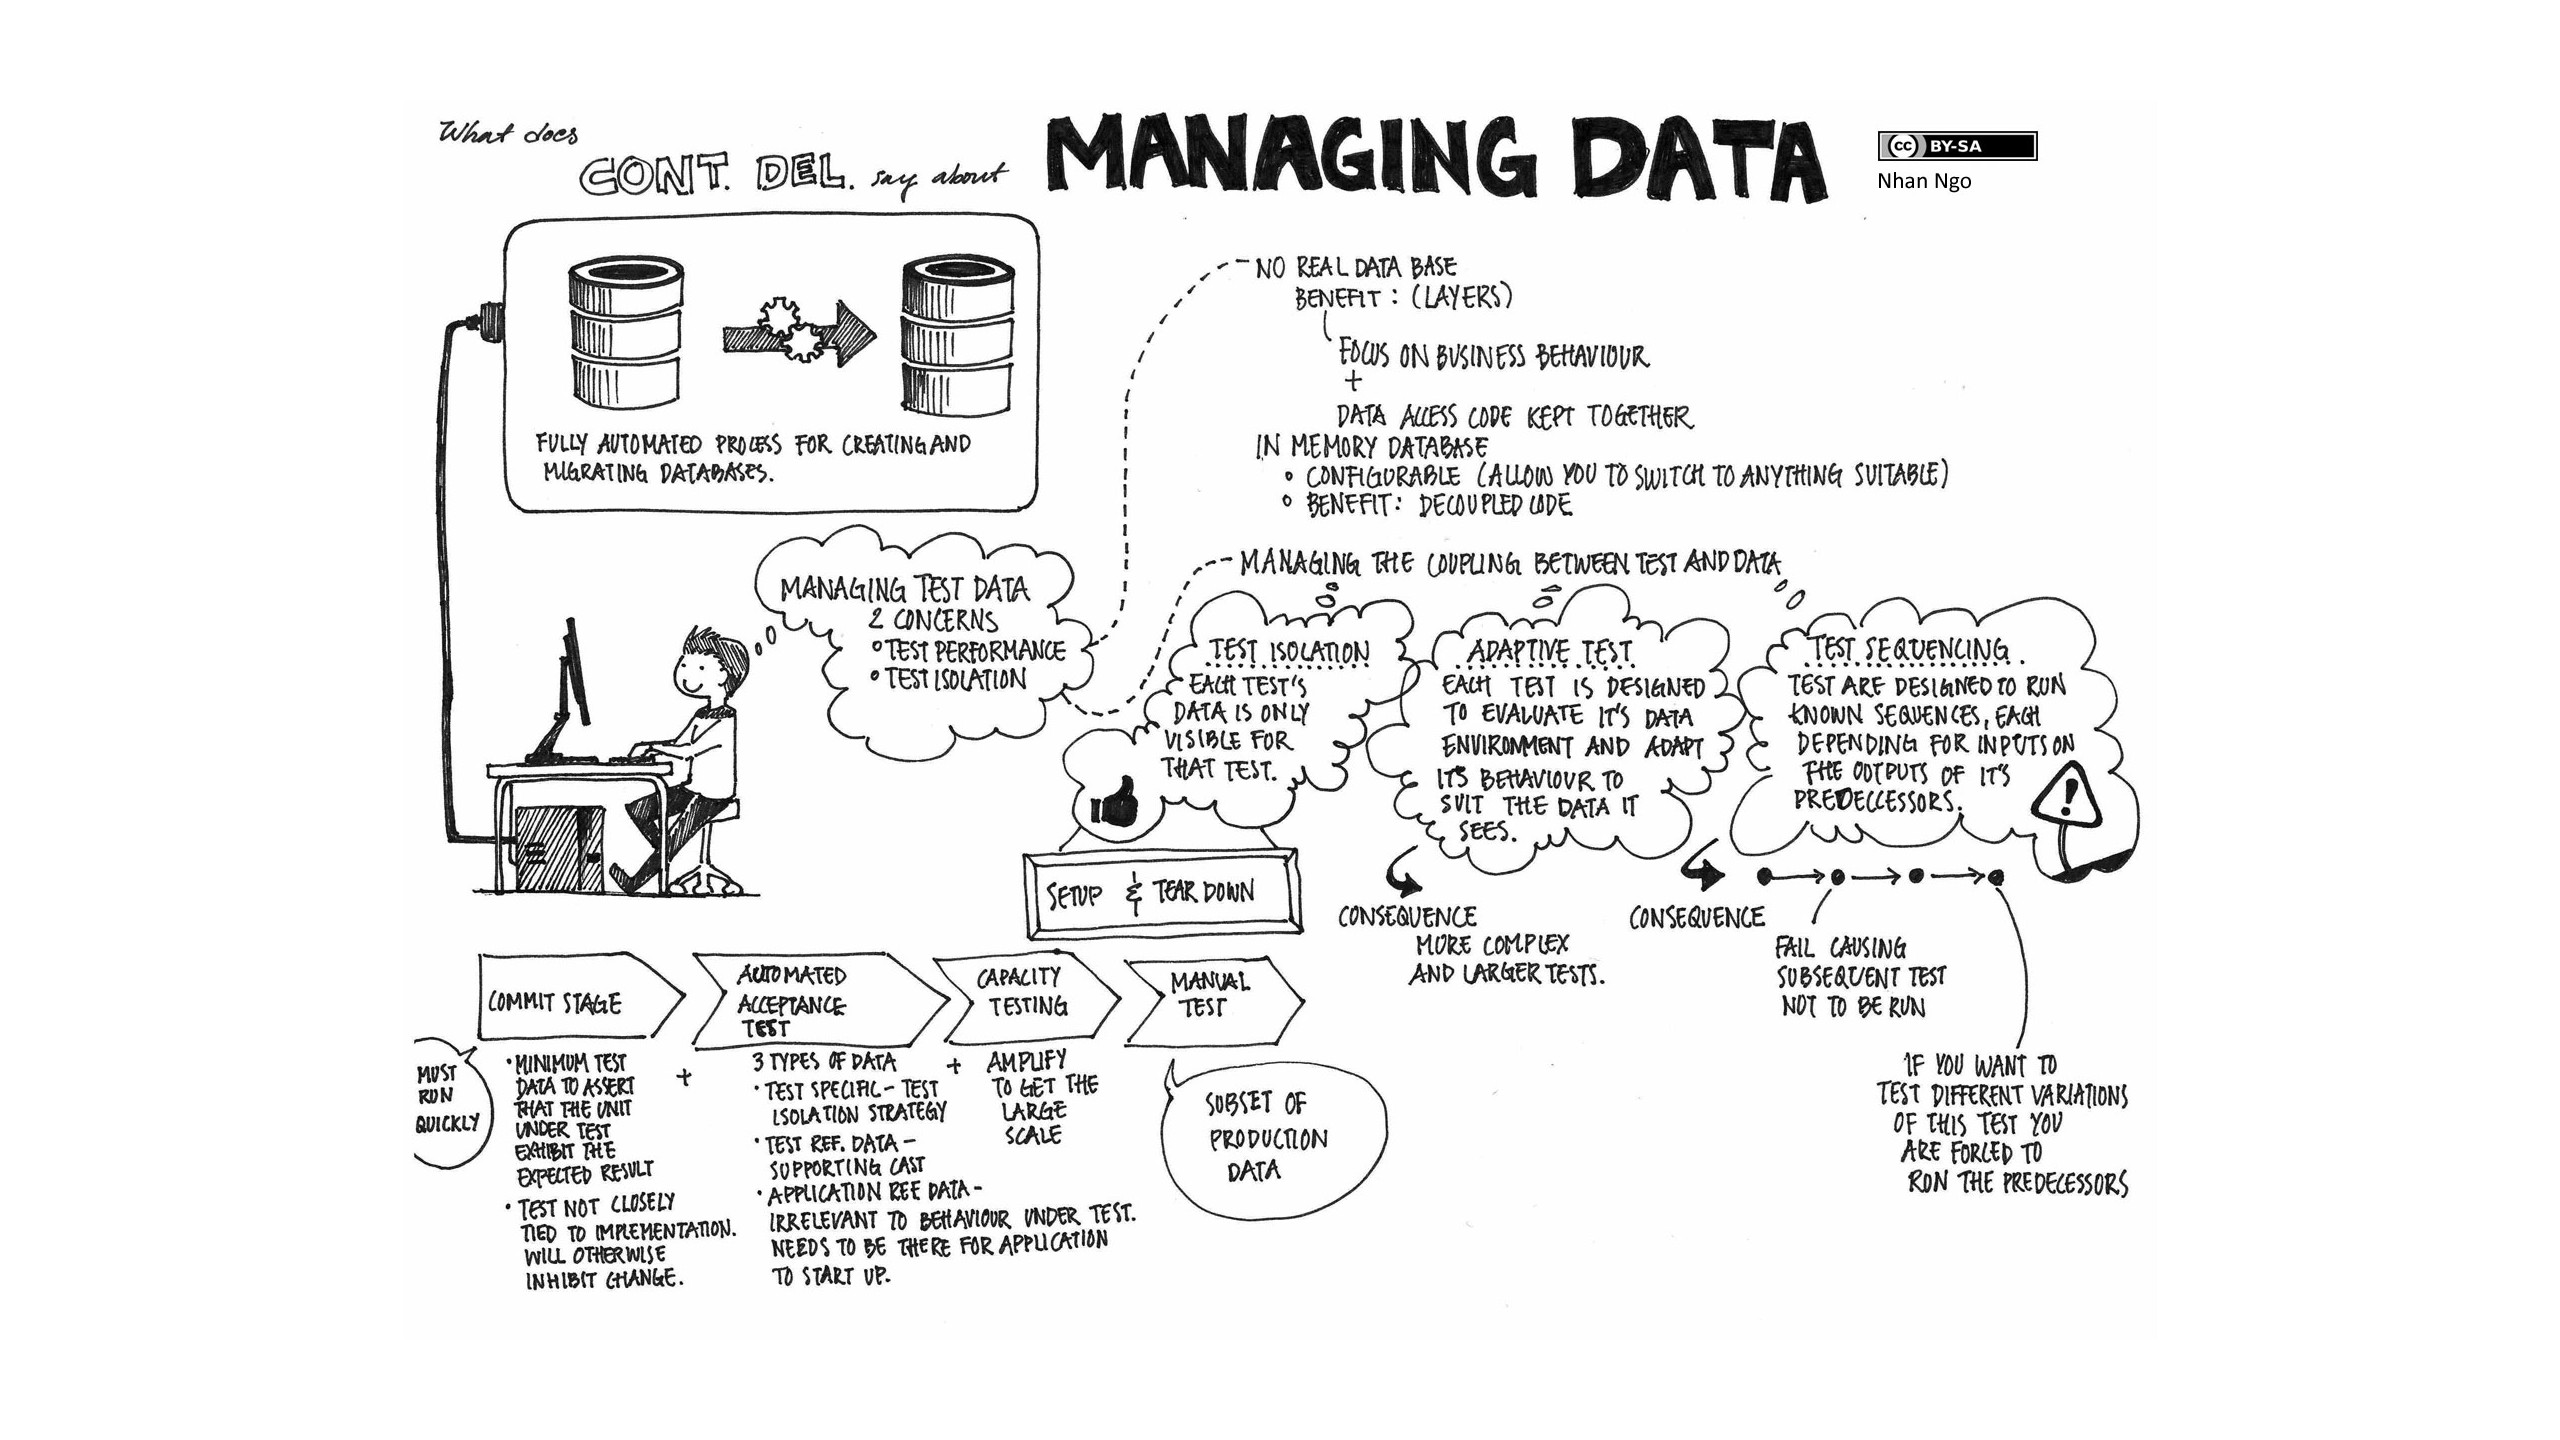 What does
CONT. DEL. say about
MANAGING DATA
CC BY-SA
Nhan Ngo
FULLY AUTOMATED PROCESS FOR CREATING AND
MIGRATING DATABASES.
NO REAL DATA BASE
BENEFIT : (LAYERS)
FOCUS ON BUSINESS BEHAVIOUR
+
DATA ACCESS CODE KEPT TOGETHER
IN MEMORY DATABASE
• CONFIGURABLE (ALLOW YOU TO SWITCH TO ANYTHING SUITABLE)
• BENEFIT: DECOUPLED CODE
MANAGING TEST DATA
2 CONCERNS
• TEST PERFORMANCE
• TEST ISOLATION
MANAGING THE COUPLING BETWEEN TEST AND DATA
TEST ISOLATION
EACH TEST'S
DATA IS ONLY
VISIBLE FOR
THAT TEST.
SETUP & TEAR DOWN
ADAPTIVE TEST
EACH TEST IS DESIGNED
TO EVALUATE IT'S DATA
ENVIRONMENT AND ADAPT
IT'S BEHAVIOUR TO
SUIT THE DATA IT
SEES.
CONSEQUENCE
MORE COMPLEX
AND LARGER TESTS.
TEST SEQUENCING.
TEST ARE DESIGNED TO RUN
KNOWN SEQUENCES, EACH
DEPENDING FOR INPUTS ON
THE OUTPUTS OF IT'S
PREDECCESSORS.
!
CONSEQUENCE
FAIL CAUSING
SUBSEQUENT TEST
NOT TO BE RUN
IF YOU WANT TO
TEST DIFFERENT VARIATIONS
OF THIS TEST YOU
ARE FORCED TO
RUN THE PREDECESSORS
COMMIT STAGE
MUST
RUN
QUICKLY
• MINIMUM TEST
DATA TO ASSERT
THAT THE UNIT
UNDER TEST
EXHIBIT THE
EXPECTED RESULT
• TEST NOT CLOSELY
TIED TO IMPLEMENTATION.
WILL OTHERWISE
INHIBIT CHANGE.
+
AUTOMATED
ACCEPTANCE
TEST
3 TYPES OF DATA
• TEST SPECIFIC - TEST
ISOLATION STRATEGY
• TEST REF. DATA -
SUPPORTING CAST
• APPLICATION REF DATA -
IRRELEVANT TO BEHAVIOUR UNDER TEST.
NEEDS TO BE THERE FOR APPLICATION
TO START UP.
+
CAPACITY
TESTING
AMPLIFY
TO GET THE
LARGE
SCALE
MANUAL
TEST
SUBSET OF
PRODUCTION
DATA